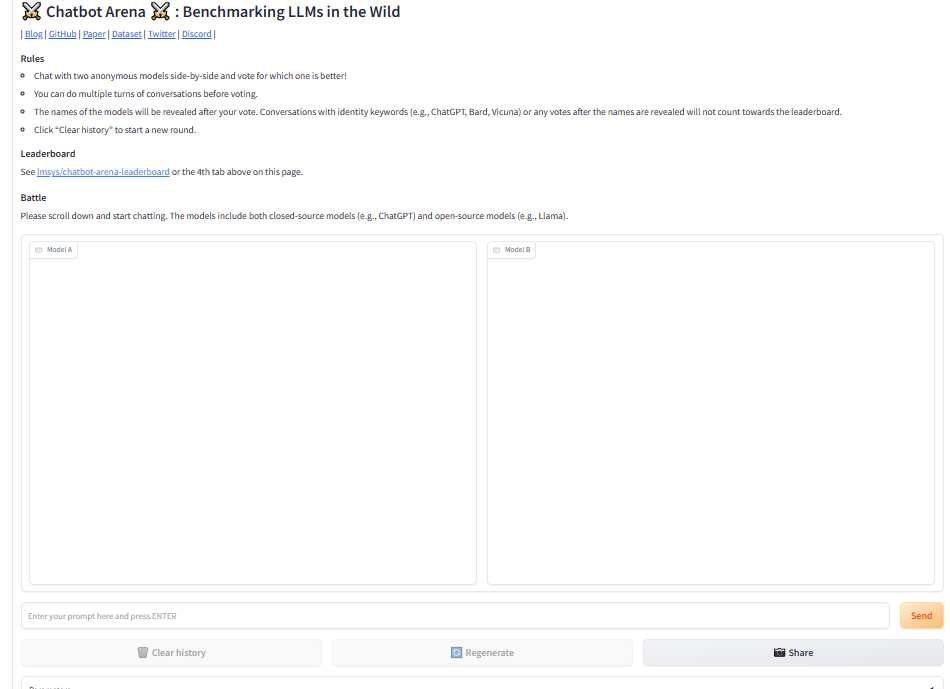 Chatbot Arena : Benchmarking LLMs in the Wild
| Blog | GitHub | Paper | Dataset | Twitter | Discord |
Rules
Chat with two anonymous models side-by-side and vote for which one is better!
You can do multiple turns of conversations before voting.
The names of the models will be revealed after your vote. Conversations with identity keywords (e.g., ChatGPT, Bard, Vicuna) or any votes after the names are revealed will not count towards the leaderboard.
Click “Clear history” to start a new round.
Leaderboard
See lmsys/chatbot-arena-leaderboard or the 4th tab above on this page.
Battle
Please scroll down and start chatting. The models include both closed-source models (e.g., ChatGPT) and open-source models (e.g., Llama).
Model A
Model B
Enter your prompt here and press ENTER
Send
Clear history
Regenerate
Share